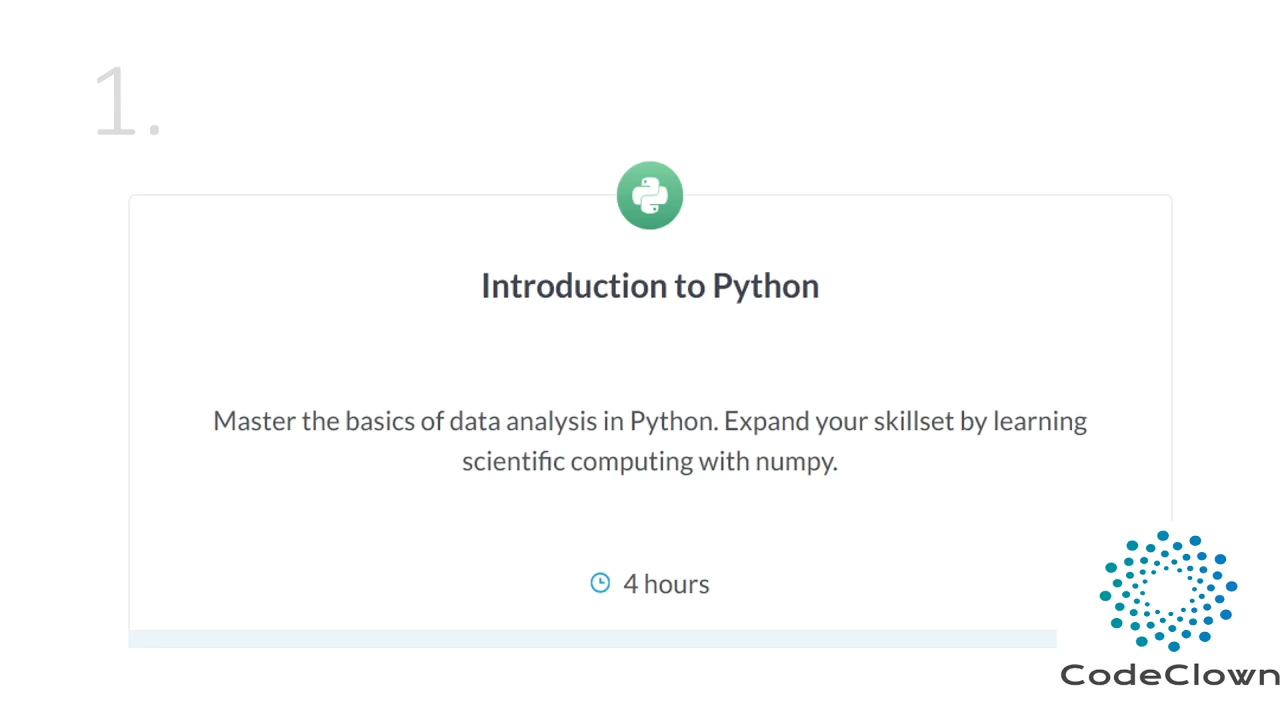 1.
Introduction to Python
Master the basics of data analysis in Python. Expand your skillset by learning
scientific computing with numpy.
4 hours
CodeClown